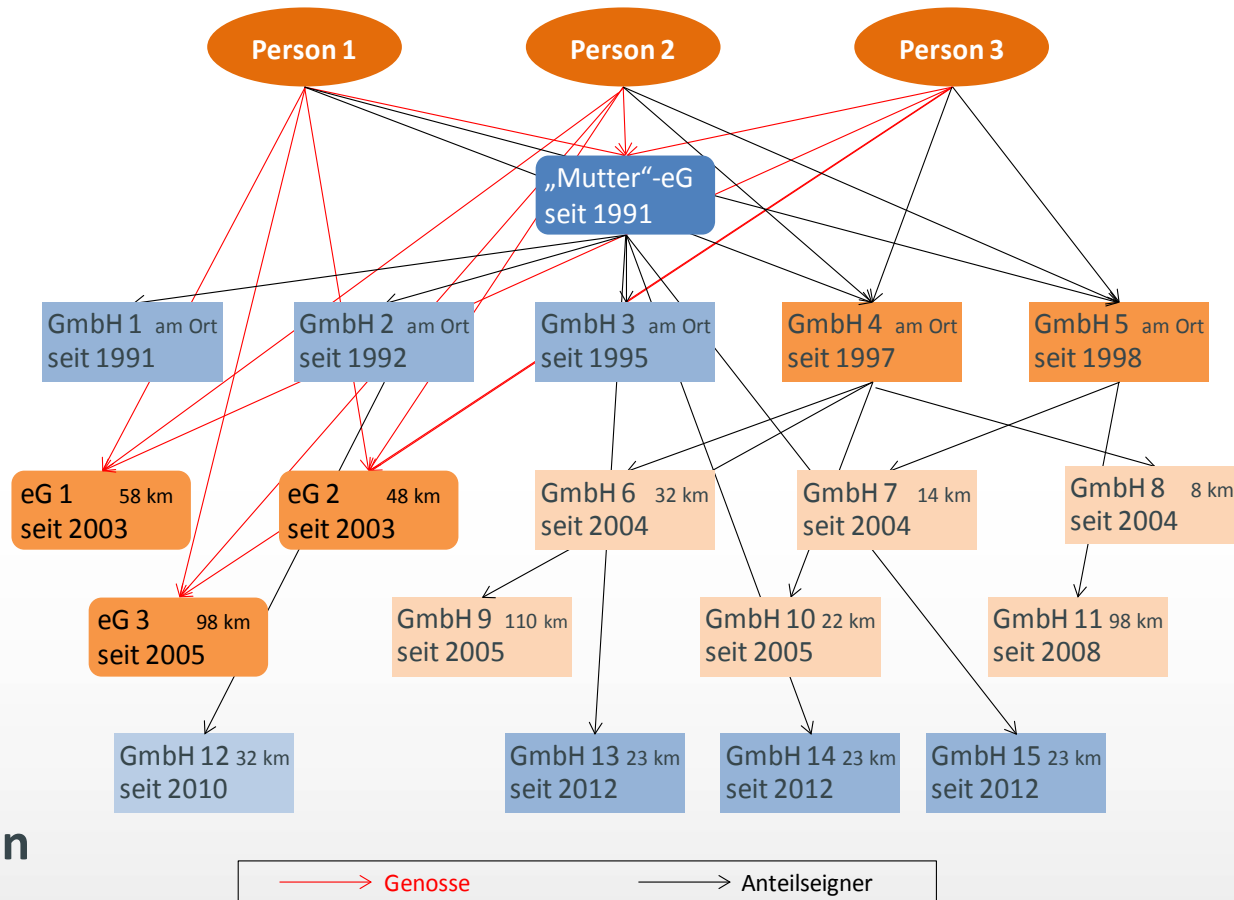 Person 1
Person 2
Person 3
„Mutter“-eG
seit 1991
GmbH 1 am Ort
seit 1991
GmbH 2 am Ort
seit 1992
GmbH 3 am Ort
seit 1995
GmbH 4 am Ort
seit 1997
GmbH 5 am Ort
seit 1998
eG 1 58 km
seit 2003
eG 2 48 km
seit 2003
GmbH 6 32 km
seit 2004
GmbH 7 14 km
seit 2004
GmbH 8 8 km
seit 2004
eG 3 98 km
seit 2005
GmbH 9 110 km
seit 2005
GmbH 10 22 km
seit 2005
GmbH 11 98 km
seit 2008
GmbH 12 32 km
seit 2010
GmbH 13 23 km
seit 2012
GmbH 14 23 km
seit 2012
GmbH 15 23 km
seit 2012
n
Genosse
Anteilseigner